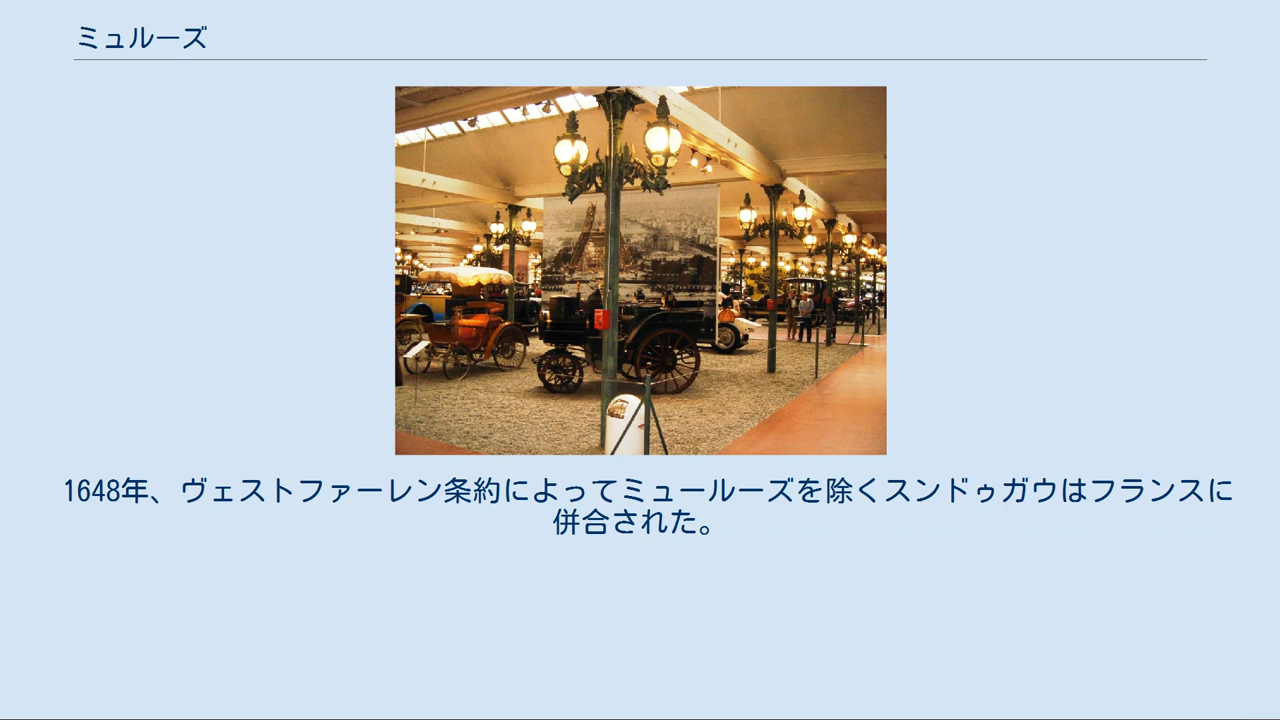 ミュルーズ
1648年、ヴェストファーレン条約によってミュールーズを除くスンドゥガウはフランスに
併合された。